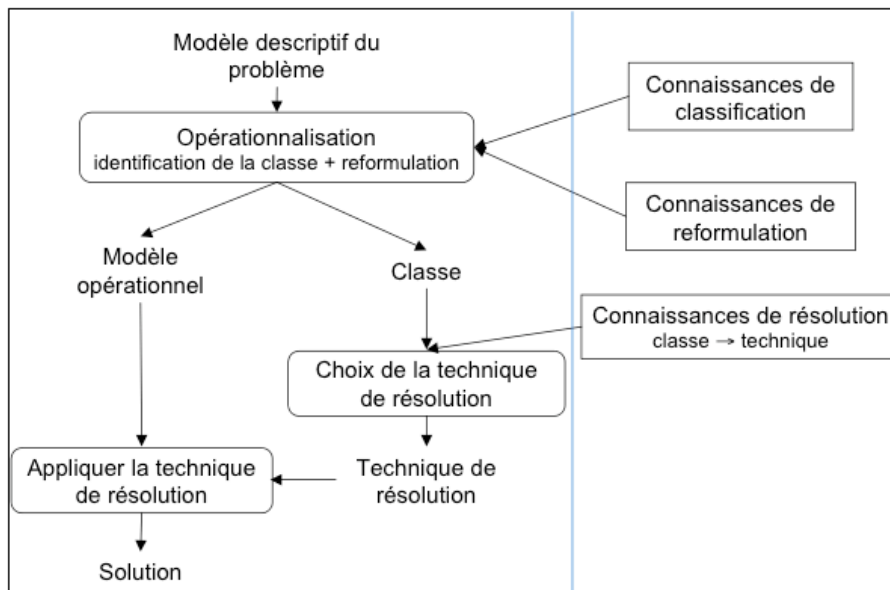 Modèle descriptif du
problème
Opérationnalisation
identification de la classe + reformulation
Connaissances de
classification
Connaissances de
reformulation
Modèle
opérationnel
Classe
Connaissances de résolution
classe → technique
Choix de la technique
de résolution
Appliquer la technique
de résolution
Technique de
résolution
Solution